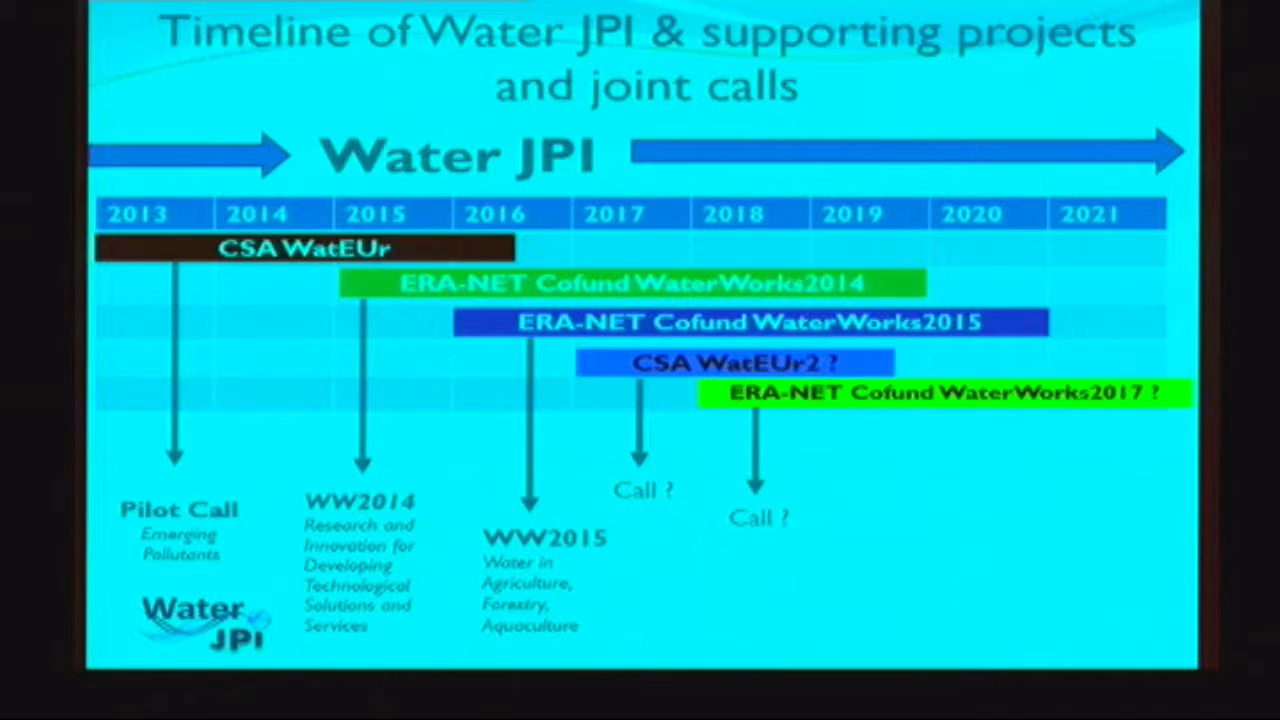 Timeline of Water JPI & supporting projects
and joint calls
Water JPI
2013 2014 2015 2016 2017 2018 2019 2020 2021
CSA WatEUr
ERA-NET Cofund WaterWorks2014
ERA-NET Cofund WaterWorks2015
CSA WatEUr2 ?
ERA-NET Cofund WaterWorks2017 ?
Pilot Call
Emerging
Pollutants
WW2014
Research and
Innovation for
Developing
Technological
Solutions and
Services
WW2015
Water in
Agriculture,
Forestry,
Aquaculture
Call ?
Call ?
Water
JPI